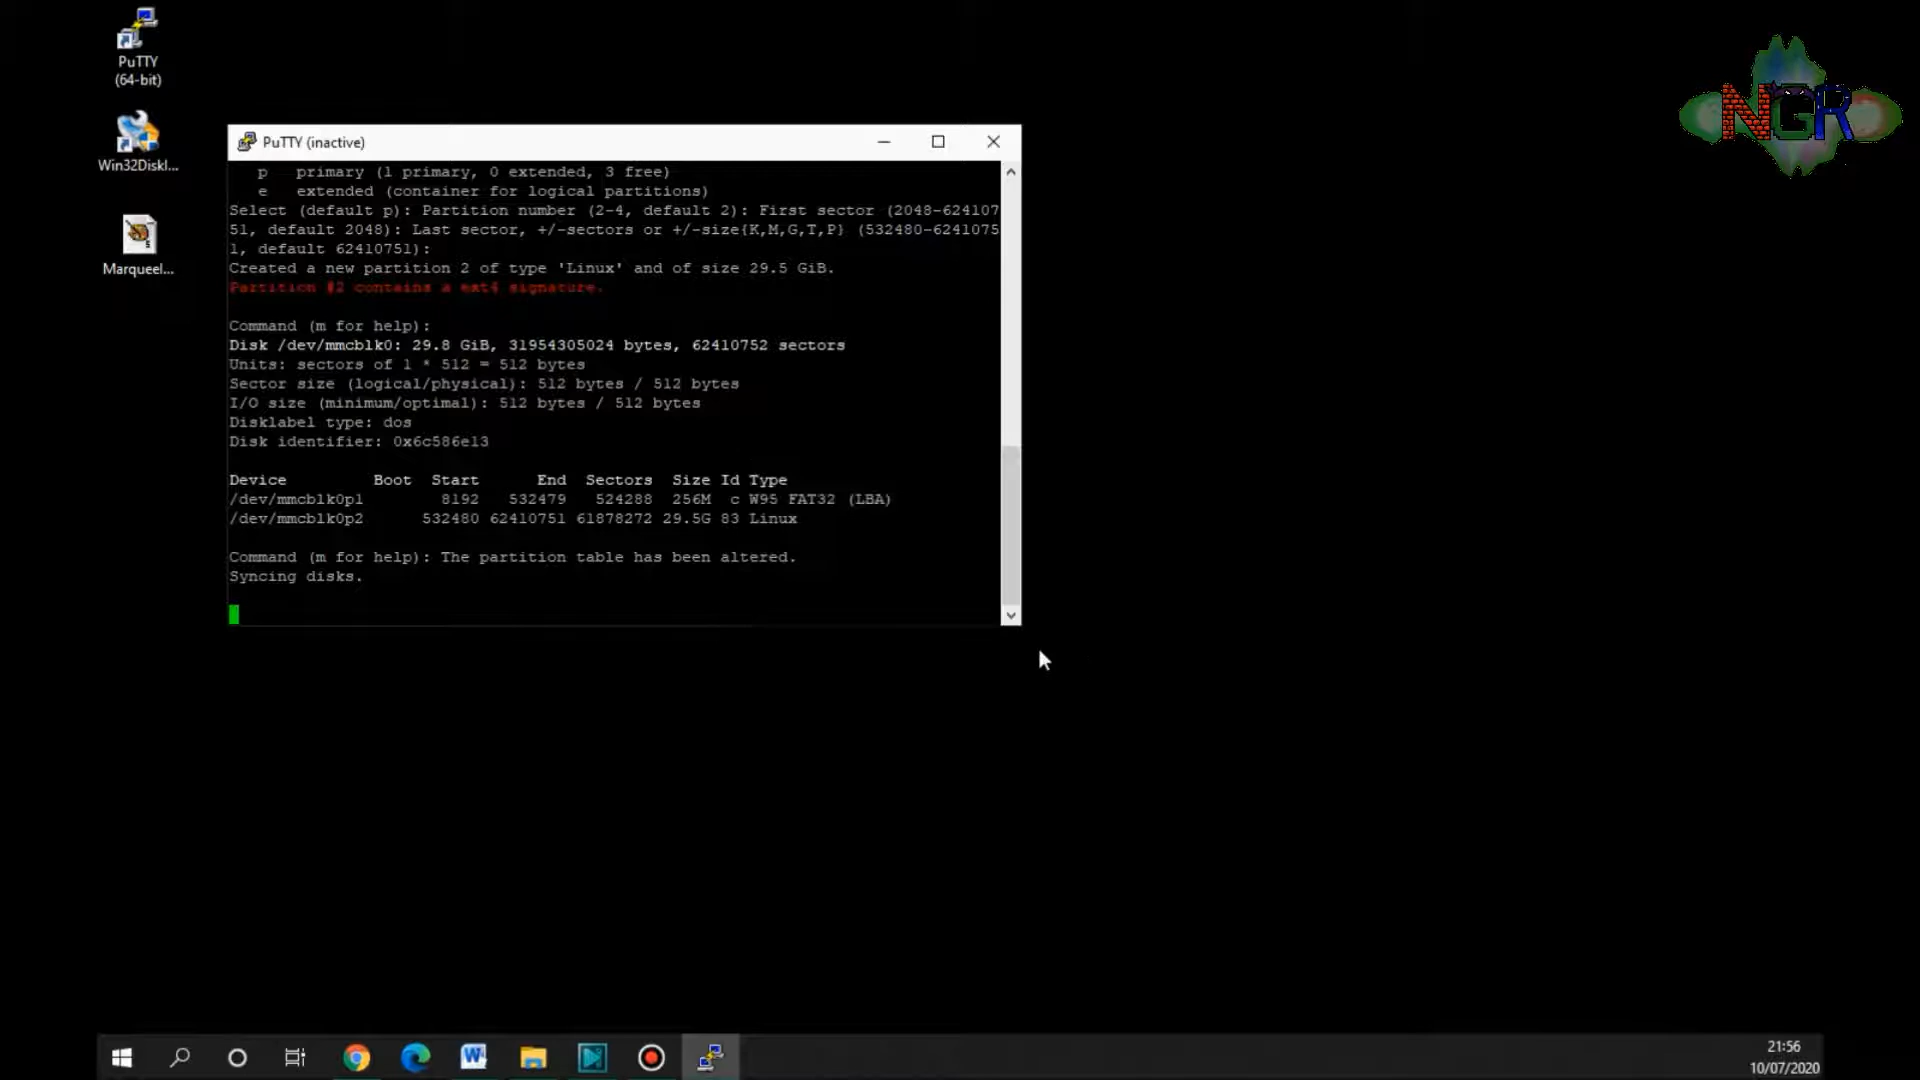 PuTTY
(64-bit)
Win32DiskI...
MarqueeI...
NGR
PuTTY (inactive)
p   primary (1 primary, 0 extended, 3 free)
e   extended (container for logical partitions)
Select (default p): Partition number (2-4, default 2): First sector (2048-624107
51, default 2048): Last sector, +/-sectors or +/-size{K,M,G,T,P} (532480-6241075
1, default 62410751):
Created a new partition 2 of type 'Linux' and of size 29.5 GiB.
Partition #2 contains a ext4 signature.
Command (m for help):
Disk /dev/mmcblk0: 29.8 GiB, 31954305024 bytes, 62410752 sectors
Units: sectors of 1 * 512 = 512 bytes
Sector size (logical/physical): 512 bytes / 512 bytes
I/O size (minimum/optimal): 512 bytes / 512 bytes
Disklabel type: dos
Disk identifier: 0x6c586e13
Device         Boot  Start      End  Sectors  Size Id Type
/dev/mmcblk0p1        8192   532479   524288  256M  c W95 FAT32 (LBA)
/dev/mmcblk0p2      532480 62410751 61878272 29.5G 83 Linux
Command (m for help): The partition table has been altered.
Syncing disks.
21:56
10/07/2020